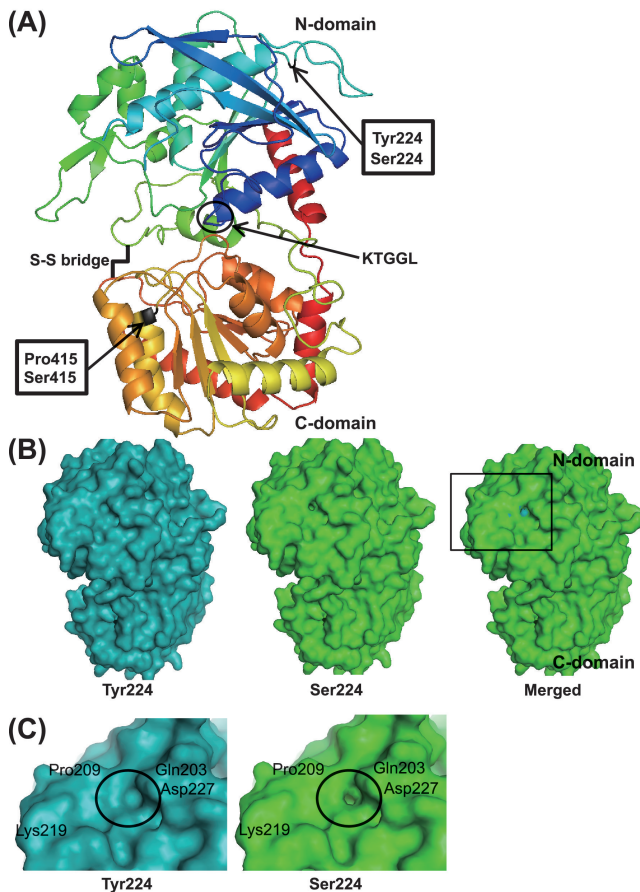 (A)
N-domain
Tyr224
Ser224
KTGGL
S-S bridge
Pro415
Ser415
C-domain
(B)
N-domain
C-domain
Tyr224
Ser224
Merged
(C)
Pro209
Gln203
Asp227
Lys219
Pro209
Gln203
Asp227
Lys219
Tyr224
Ser224